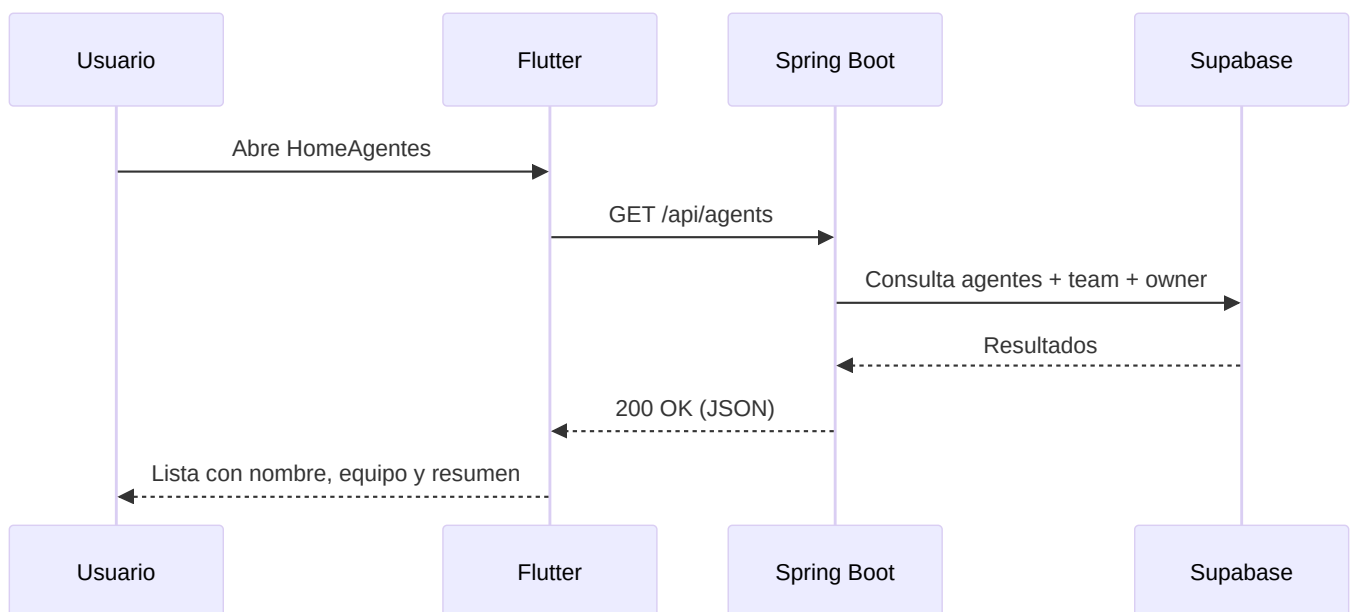 Usuario
Flutter
Spring Boot
Supabase
Abre HomeAgentes
GET /api/agents
Consulta agentes + team + owner
Resultados
200 OK (JSON)
Lista con nombre, equipo y resumen
Usuario
Flutter
Spring Boot
Supabase